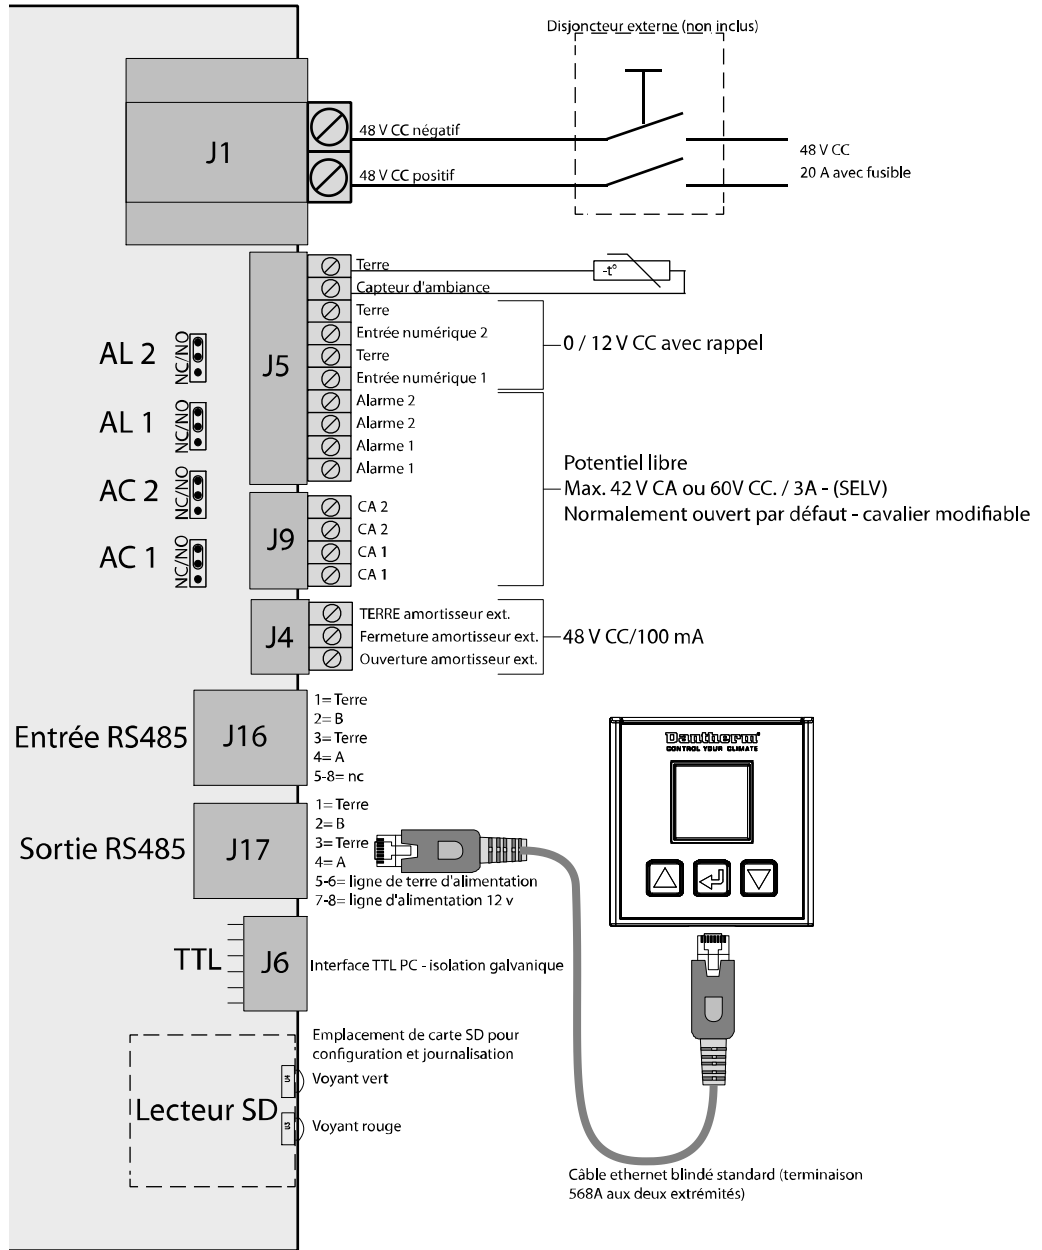 Disjoncteur externe (non inclus)
J1
48 V CC négatif
48 V CC positif
48 V CC
20 A avec fusible
J5
Terre
Capteur d'ambiance
Terre
Entrée numérique 2
Terre
Entrée numérique 1
Alarme 2
Alarme 2
Alarme 1
Alarme 1
-t°
0 / 12 V CC avec rappel
AL 2
NC/NO
AL 1
NC/NO
AC 2
NC/NO
AC 1
NC/NO
Potentiel libre
Max. 42 V CA ou 60V CC. / 3A - (SELV)
Normalement ouvert par défaut - cavalier modifiable
J9
CA 2
CA 2
CA 1
CA 1
J4
TERRE amortisseur ext.
Fermeture amortisseur ext.
Ouverture amortisseur ext.
48 V CC/100 mA
Entrée RS485
J16
1= Terre
2= B
3= Terre
4= A
5-8= nc
Sortie RS485
J17
1= Terre
2= B
3= Terre
4= A
5-6= ligne de terre d'alimentation
7-8= ligne d'alimentation 12 v
Dantherm
CONTROL YOUR CLIMATE
TTL
J6
Interface TTL PC - isolation galvanique
Emplacement de carte SD pour
configuration et journalisation
U4
Voyant vert
Lecteur SD
U3
Voyant rouge
Câble ethernet blindé standard (terminaison
568A aux deux extrémités)